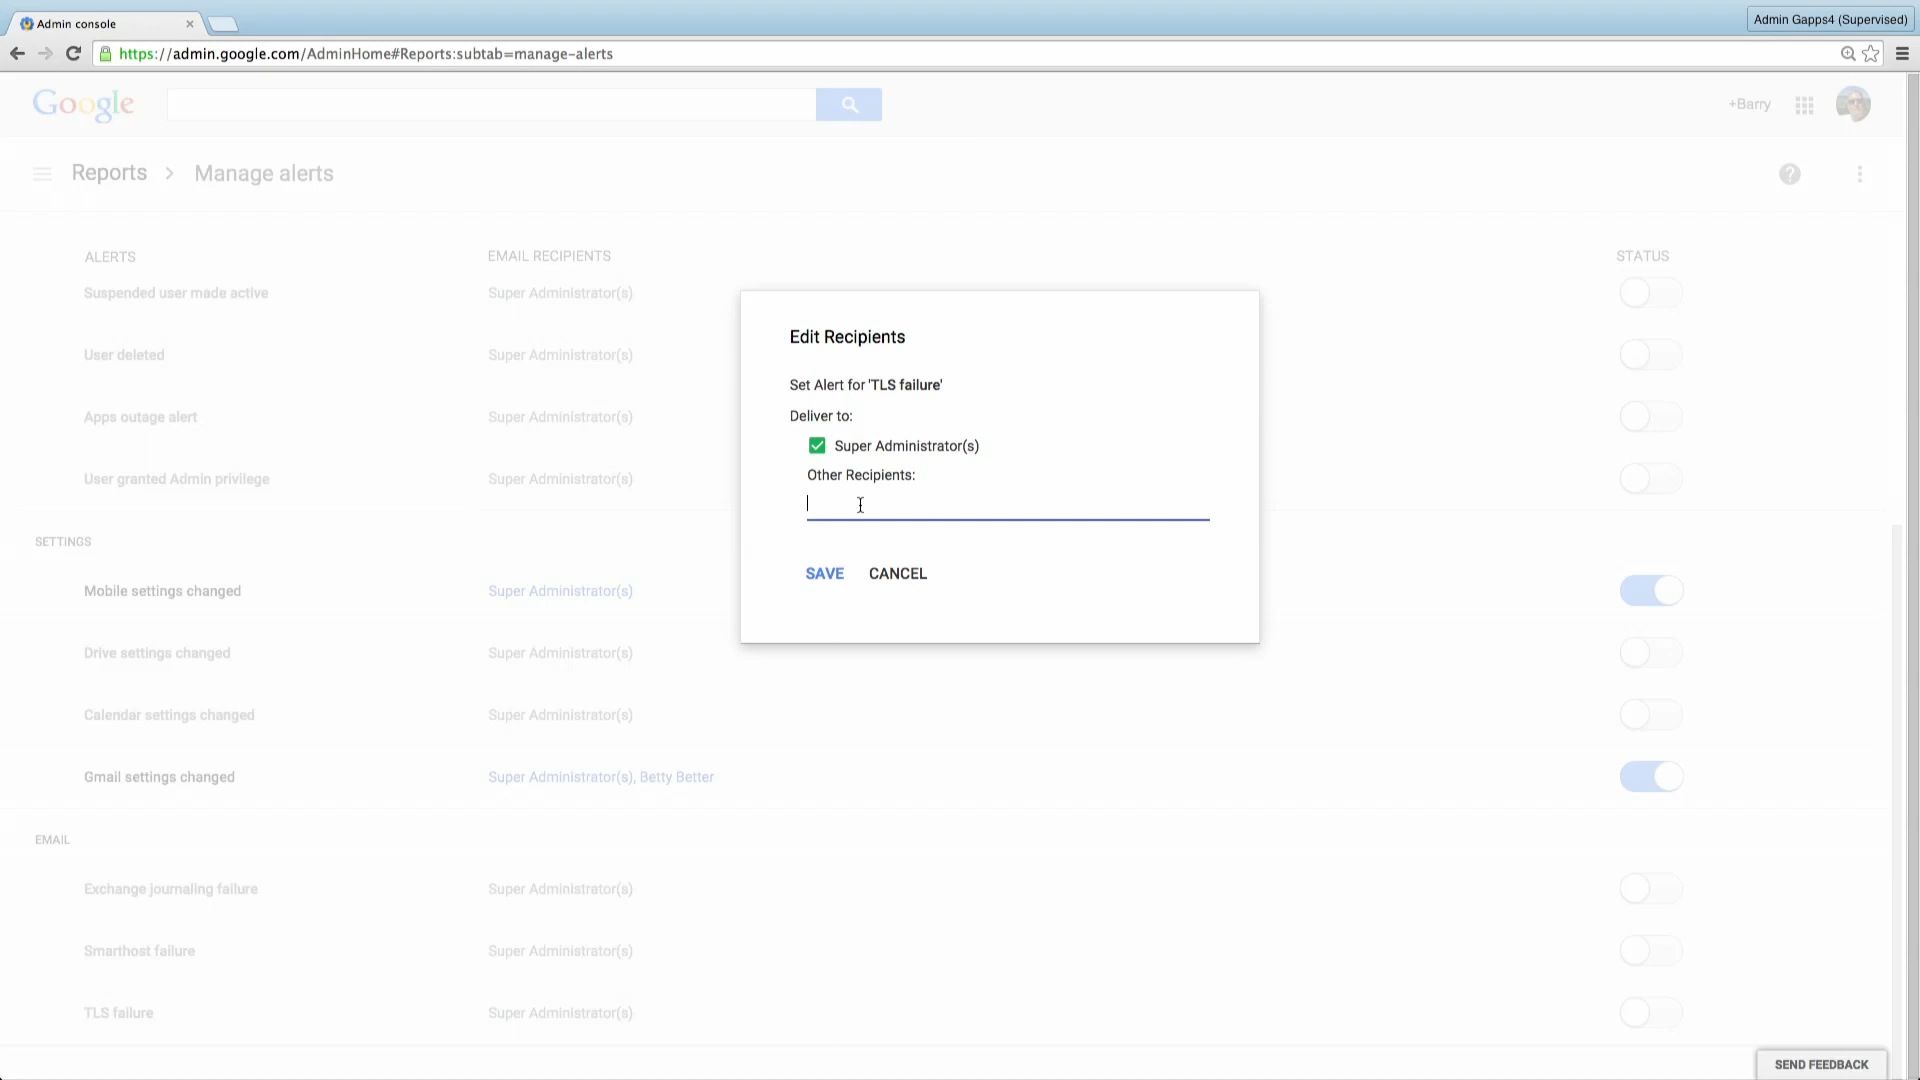 Admin console
Admin Gapps4 (Supervised)
https://admin.google.com/AdminHome#Reports:subtab=manage-alerts
Google
+Barry
Reports > Manage alerts
ALERTS EMAIL RECIPIENTS STATUS
Suspended user made active Super Administrator(s)
User deleted Super Administrator(s)
Apps outage alert Super Administrator(s)
User granted Admin privilege Super Administrator(s)
SETTINGS
Mobile settings changed Super Administrator(s)
Drive settings changed Super Administrator(s)
Calendar settings changed Super Administrator(s)
Gmail settings changed Super Administrator(s), Betty Better
EMAIL
Exchange journaling failure Super Administrator(s)
Smarthost failure Super Administrator(s)
TLS failure Super Administrator(s)
Edit Recipients
Set Alert for 'TLS failure'
Deliver to:
Super Administrator(s)
Other Recipients:
SAVE CANCEL
SEND FEEDBACK